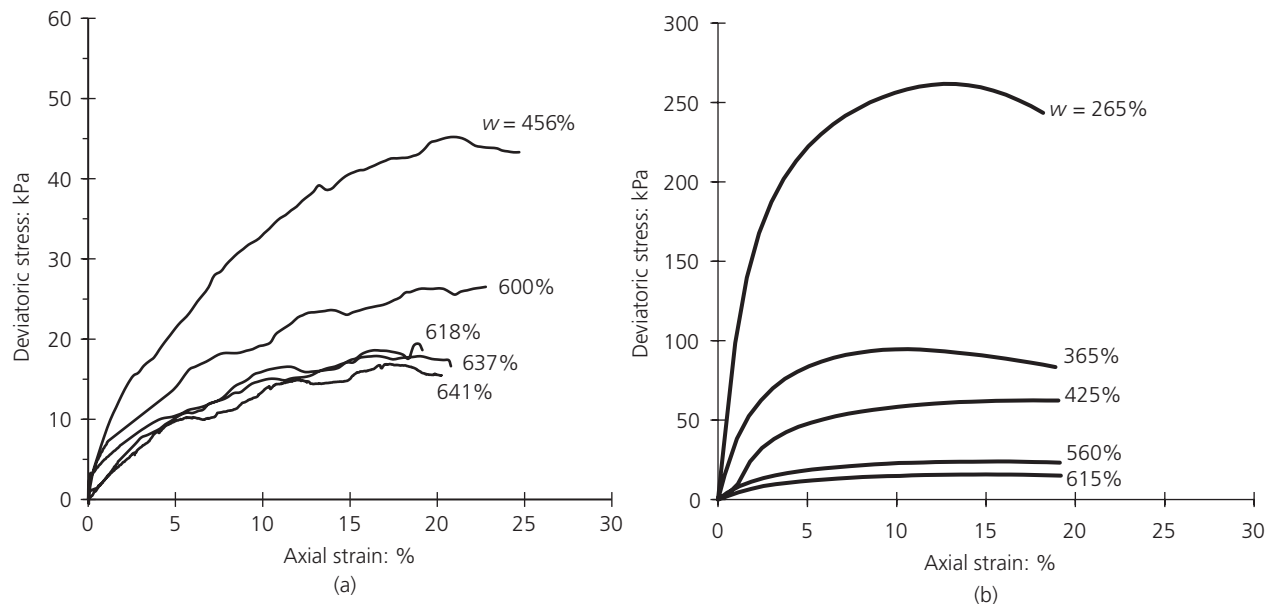 60
50
40
30
20
10
0
0 5 10 15 20 25 30
Deviatoric stress: kPa
Axial strain: %
w = 456%
600%
618%
637%
641%
(a)
300
250
200
150
100
50
0
0 5 10 15 20 25 30
Deviatoric stress: kPa
Axial strain: %
w = 265%
365%
425%
560%
615%
(b)